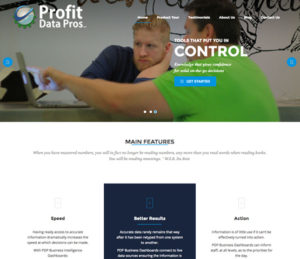 Profit
Data Pros
Home Product Tour Testimonials About Us Blog Contact Us
TOOLS THAT PUT YOU IN
CONTROL
Knowledge that gives confidence
for solid on-the-go decisions
GET STARTED
MAIN FEATURES
When you have mastered numbers, you will in fact no longer be reading numbers, any more than you read words when reading books.
You will be reading meanings. - W.E.B. Du Bois
Speed
Having ready access to accurate
information dramatically increases the
speed at which decisions can be made.
With PDP Business Dashboards
Better Results
Accurate data rarely remains that way
after it has been retyped from one system
to another.
PDP Business Dashboards connect to live
data sources ensuring the information is
Action
Information is of little use if it can't be
effectively turned into action.
PDP Business Dashboards can inform
staff, at all levels, as to the priorities for
the day.